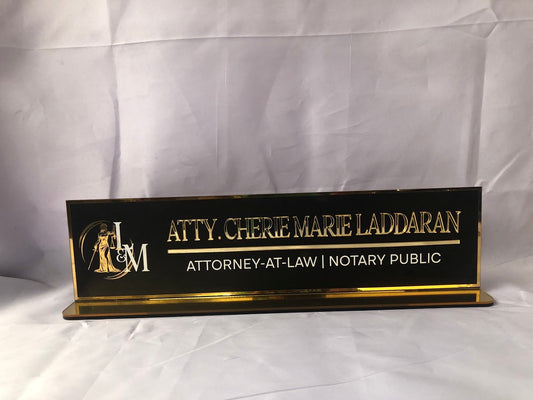 L&M
ATTY. CHERIE MARIE LADDARAN
ATTORNEY-AT-LAW | NOTARY PUBLIC